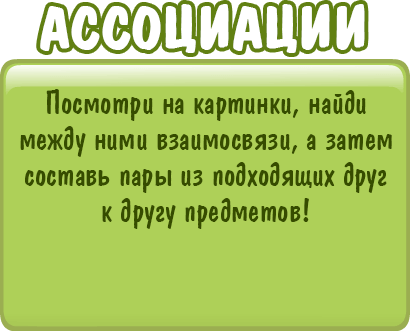 АССОЦИАЦИИ
Посмотри на картинки, найди
между ними взаимосвязи, а затем
составь пары из подходящих друг
к другу предметов!